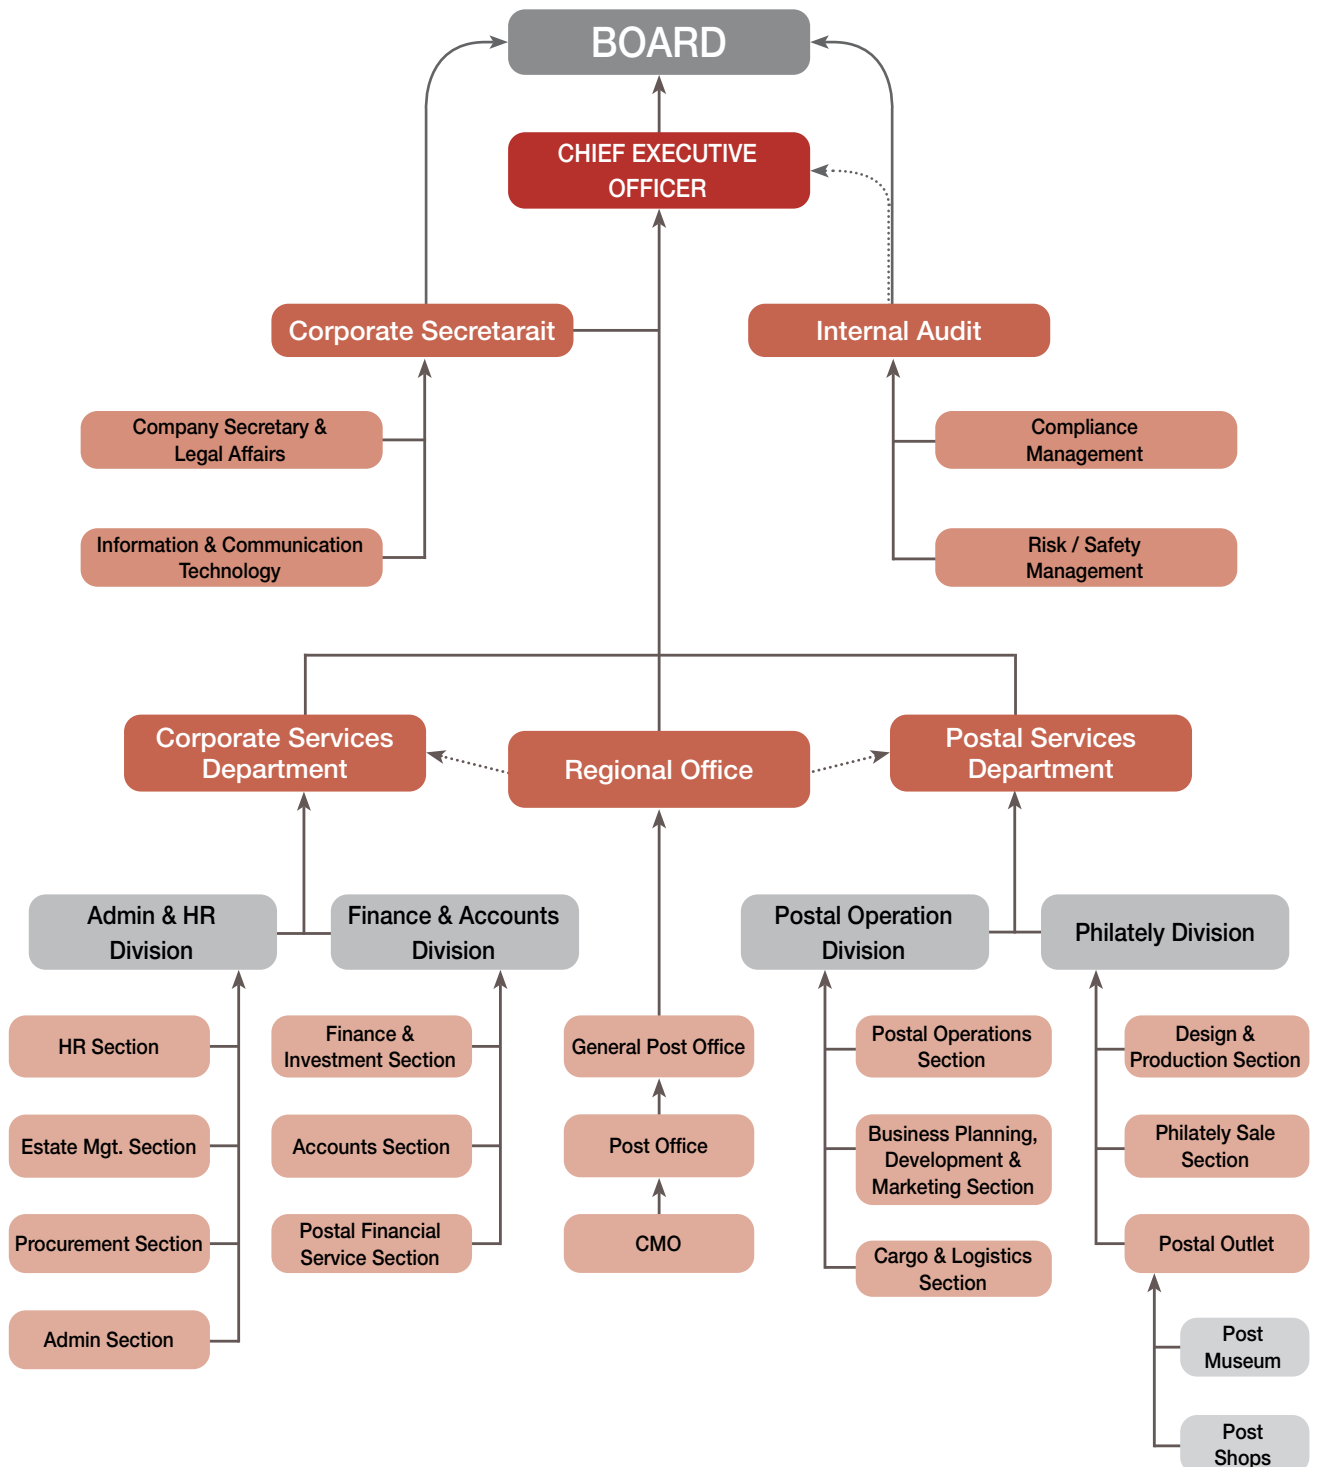 BOARD
CHIEF EXECUTIVE
OFFICER
Corporate Secretarait
Internal Audit
Company Secretary &
Legal Affairs
Compliance
Management
Information & Communication
Technology
Risk / Safety
Management
Corporate Services
Department
Regional Office
Postal Services
Department
Admin & HR
Division
Finance & Accounts
Division
Postal Operation
Division
Philately Division
HR Section
Finance &
Investment Section
General Post Office
Postal Operations
Section
Design &
Production Section
Estate Mgt. Section
Accounts Section
Post Office
Business Planning,
Development &
Marketing Section
Philately Sale
Section
Procurement Section
Postal Financial
Service Section
CMO
Cargo & Logistics
Section
Postal Outlet
Admin Section
Post
Museum
Post
Shops